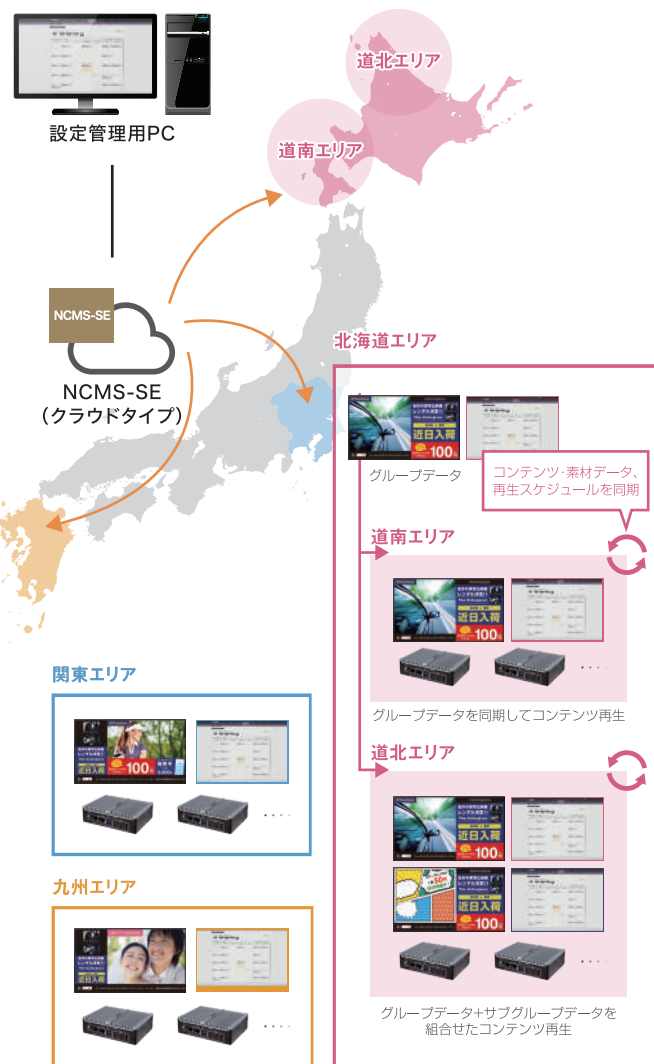 設定管理用PC
NCMS-SE
NCMS-SE
（クラウドタイプ）
道北エリア
道南エリア
北海道エリア
近日入荷
100
グループデータ
コンテンツ・素材データ、
再生スケジュールを同期
道南エリア
近日入荷
100
グループデータを同期してコンテンツ再生
道北エリア
近日入荷
100
近日入荷
100
グループデータ+サブグループデータを
組合せたコンテンツ再生
関東エリア
近日入荷
100
九州エリア
近日入荷